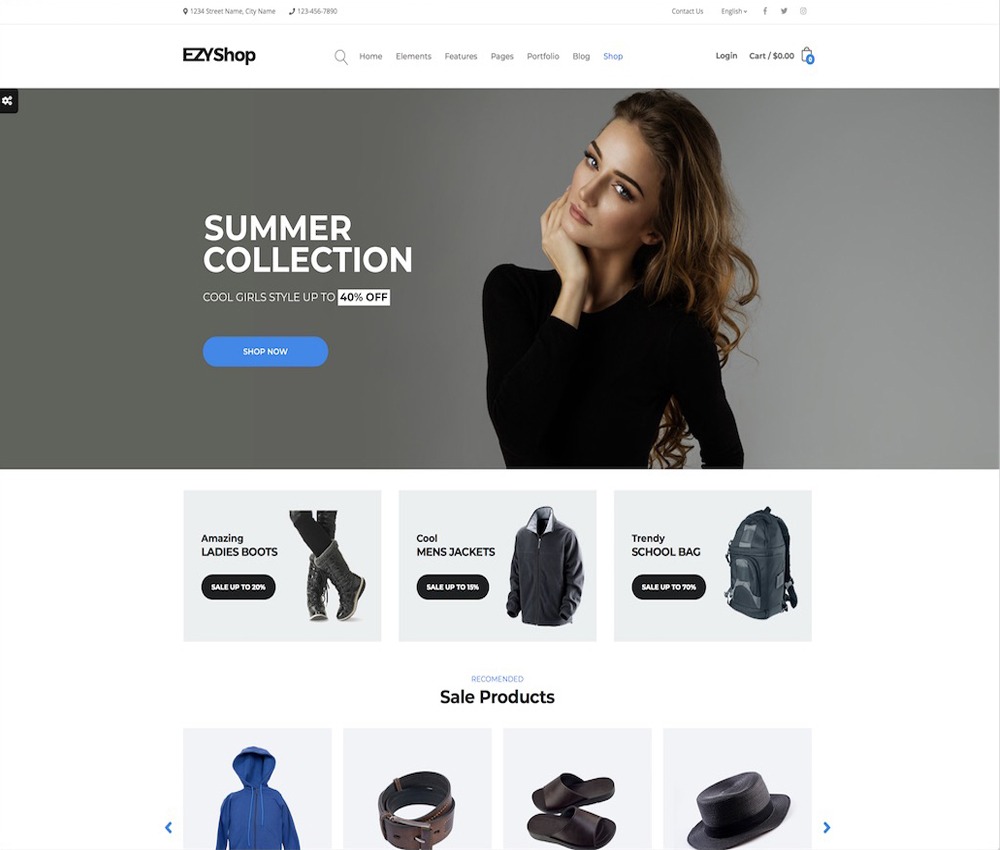 1234 Street Name, City Name
123-456-7890
Contact Us
English
EZYShop
Home
Elements
Features
Pages
Portfolio
Blog
Shop
Login
Cart / $0.00
0
SUMMER
COLLECTION
COOL GIRLS STYLE UP TO 40% OFF
SHOP NOW
Amazing
LADIES BOOTS
SALE UP TO 20%
Cool
MENS JACKETS
SALE UP TO 15%
Trendy
SCHOOL BAG
SALE UP TO 70%
RECOMENDED
Sale Products